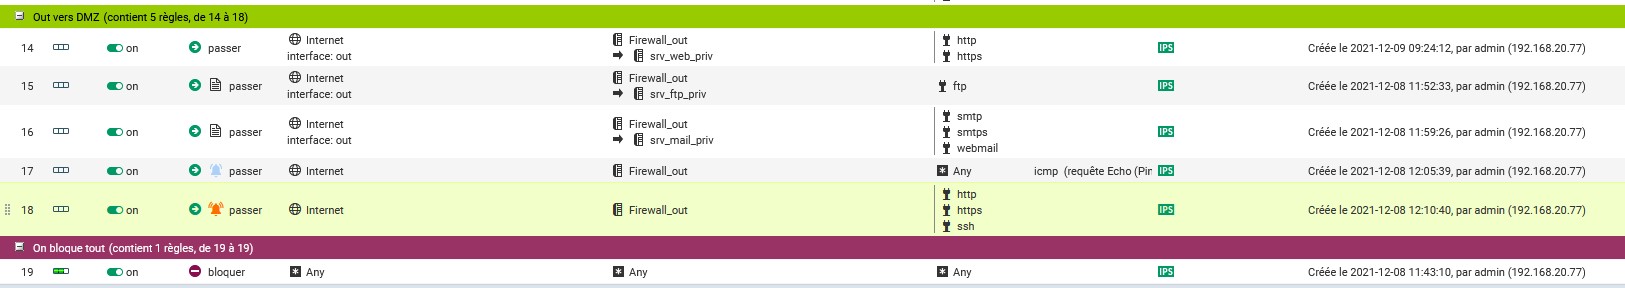 Out vers DMZ (contient 5 règles, de 14 à 18)
14 on passer Internet interface: out Firewall_out srv_web_priv http https IPS Créée le 2021-12-09 09:24:12, par admin (192.168.20.77)
15 on passer Internet interface: out Firewall_out srv_ftp_priv ftp IPS Créée le 2021-12-08 11:52:33, par admin (192.168.20.77)
16 on passer Internet interface: out Firewall_out srv_mail_priv smtp smtps webmail IPS Créée le 2021-12-08 11:59:26, par admin (192.168.20.77)
17 on passer Internet Firewall_out Any icmp (requête Echo (Pin IPS Créée le 2021-12-08 12:05:39, par admin (192.168.20.77)
18 on passer Internet Firewall_out http https ssh IPS Créée le 2021-12-08 12:10:40, par admin (192.168.20.77)
On bloque tout (contient 1 règles, de 19 à 19)
19 on bloquer Any Any Any IPS Créée le 2021-12-08 11:43:10, par admin (192.168.20.77)